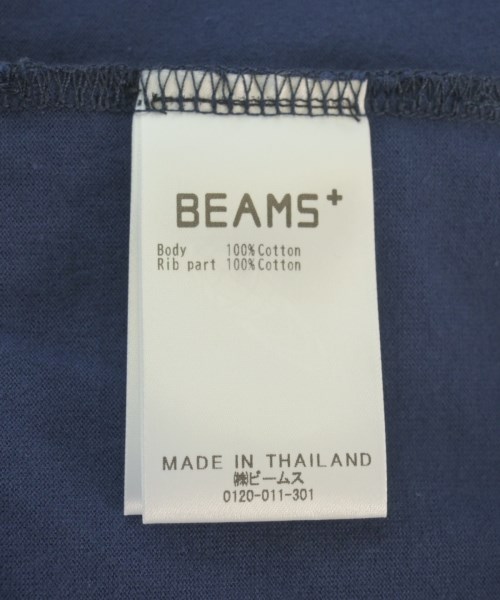 BEAMS+
Body 100%Cotton
Rib part 100%Cotton
MADE IN THAILAND
㈱ビームス
0120-011-301